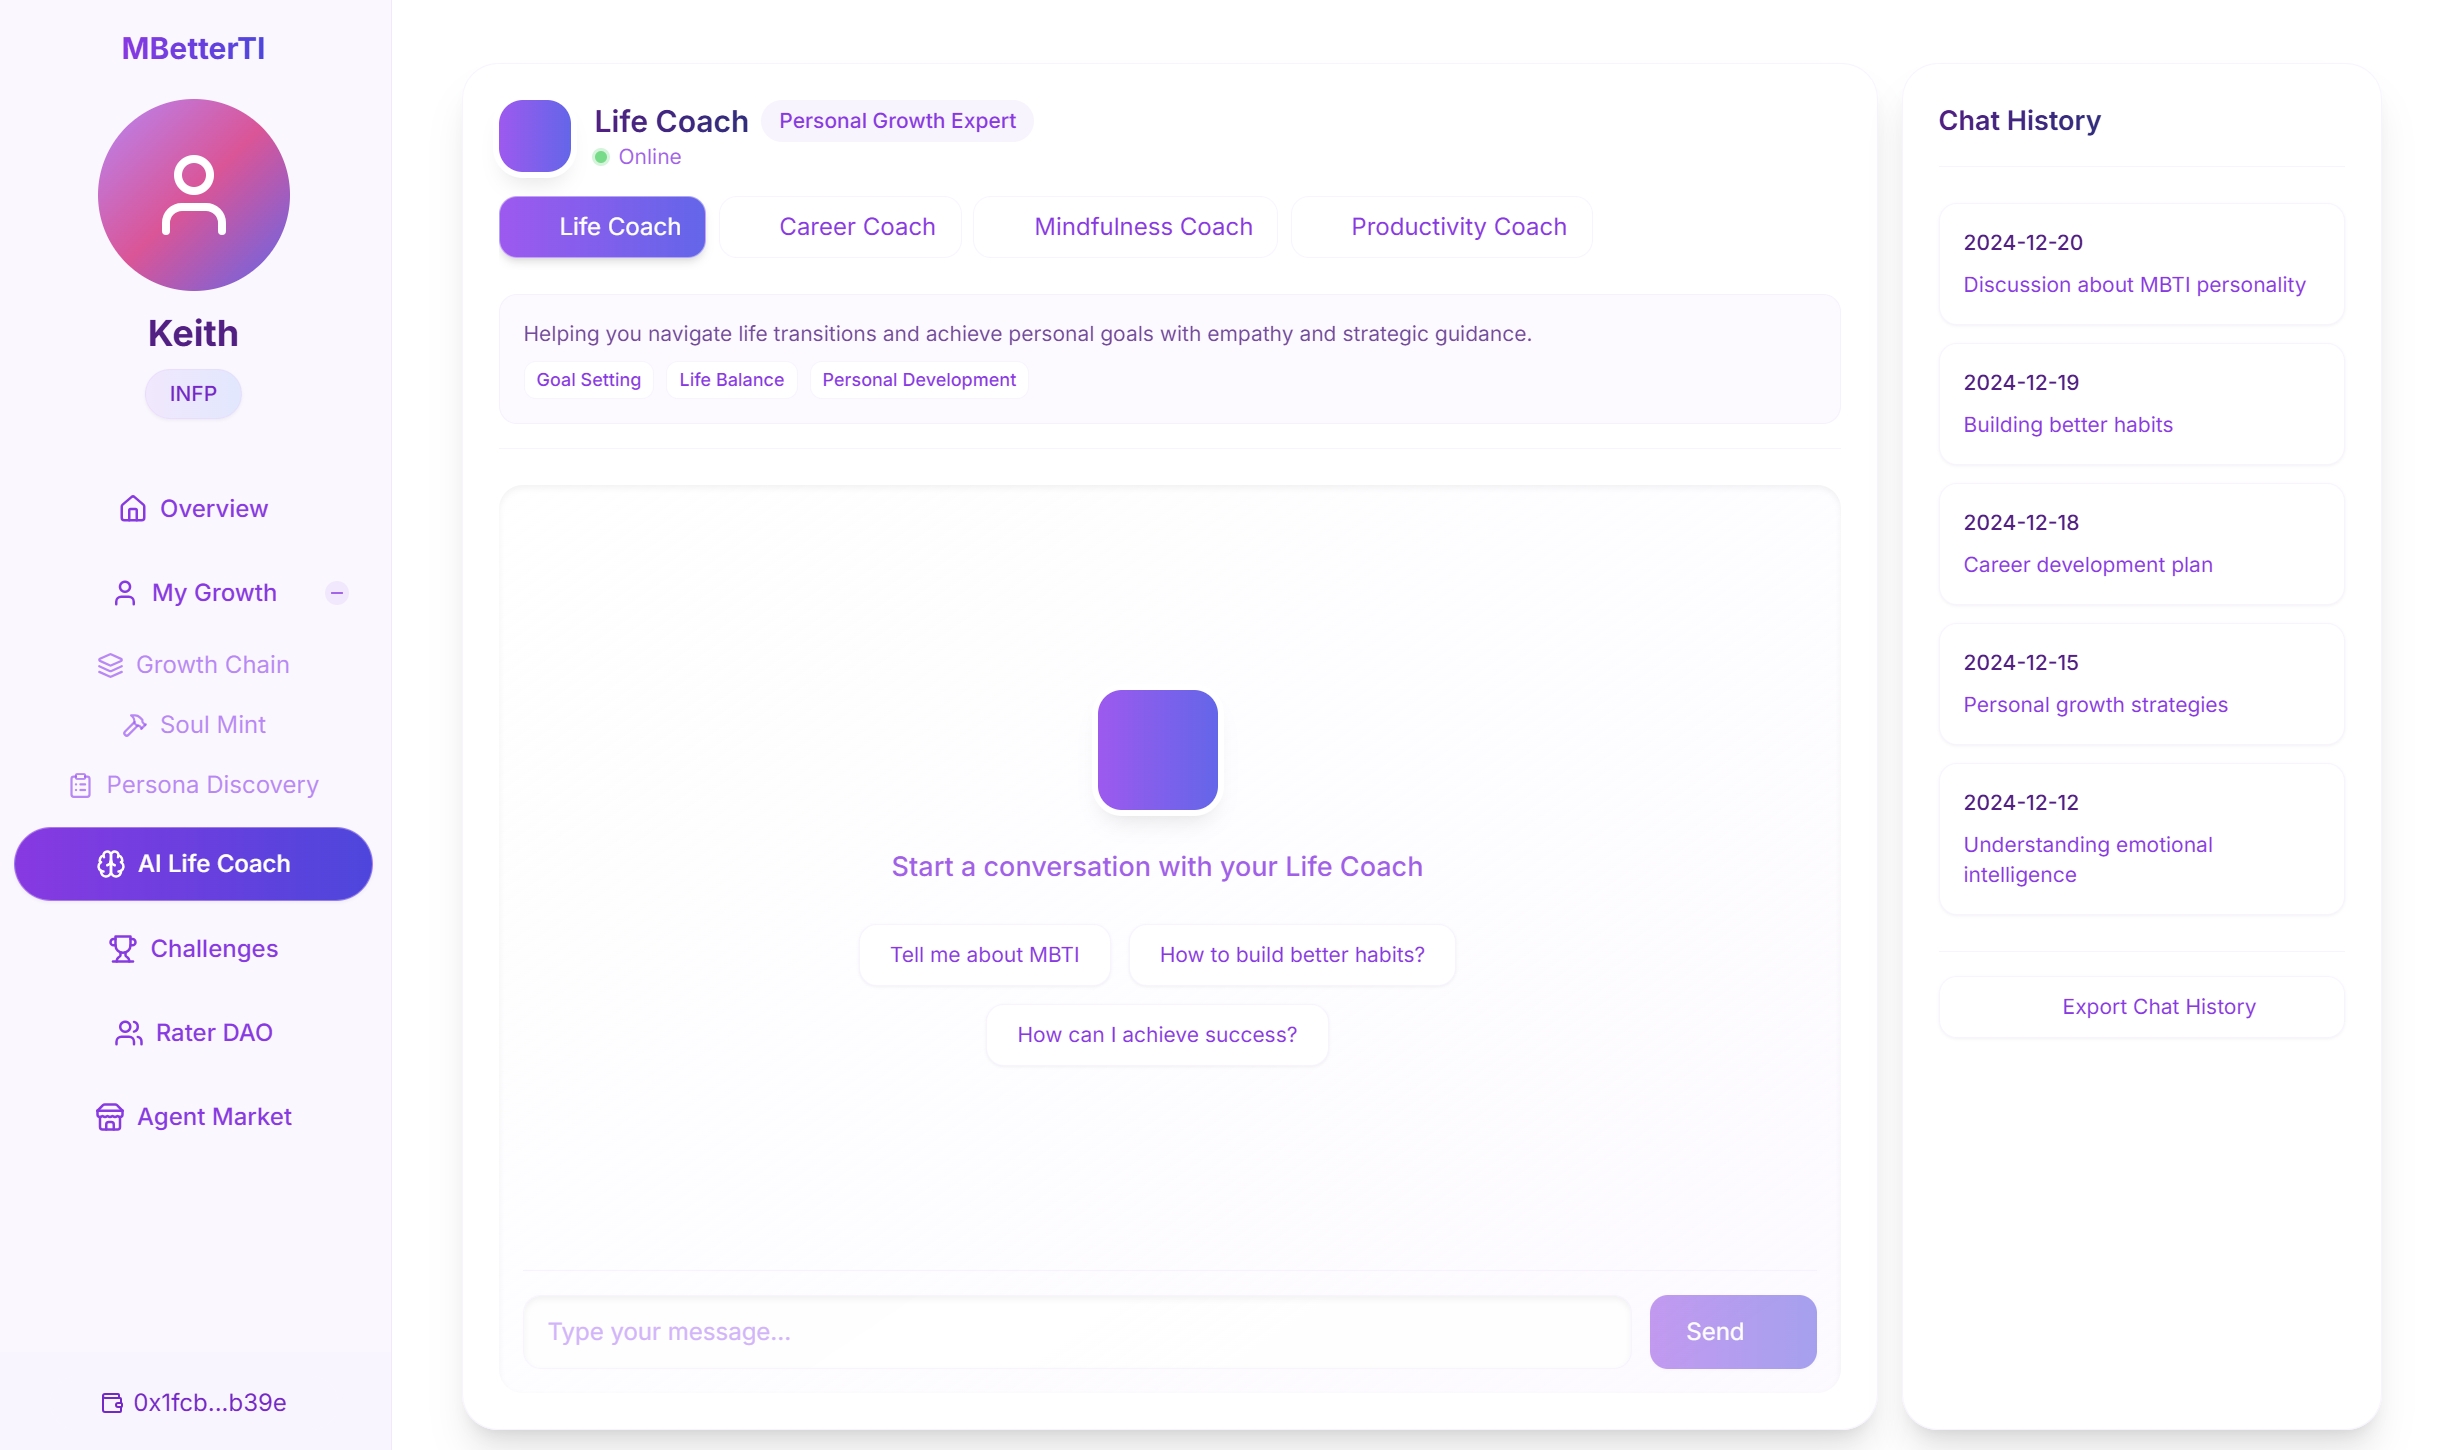 MBetterTI
Keith
INFP
Overview
My Growth
Growth Chain
Soul Mint
Persona Discovery
AI Life Coach
Challenges
Rater DAO
Agent Market
0x1fcb...b39e
Life Coach
Personal Growth Expert
Online
Life Coach
Career Coach
Mindfulness Coach
Productivity Coach
Helping you navigate life transitions and achieve personal goals with empathy and strategic guidance.
Goal Setting
Life Balance
Personal Development
Start a conversation with your Life Coach
Tell me about MBTI
How to build better habits?
How can I achieve success?
Type your message...
Send
Chat History
2024-12-20
Discussion about MBTI personality
2024-12-19
Building better habits
2024-12-18
Career development plan
2024-12-15
Personal growth strategies
2024-12-12
Understanding emotional
intelligence
Export Chat History